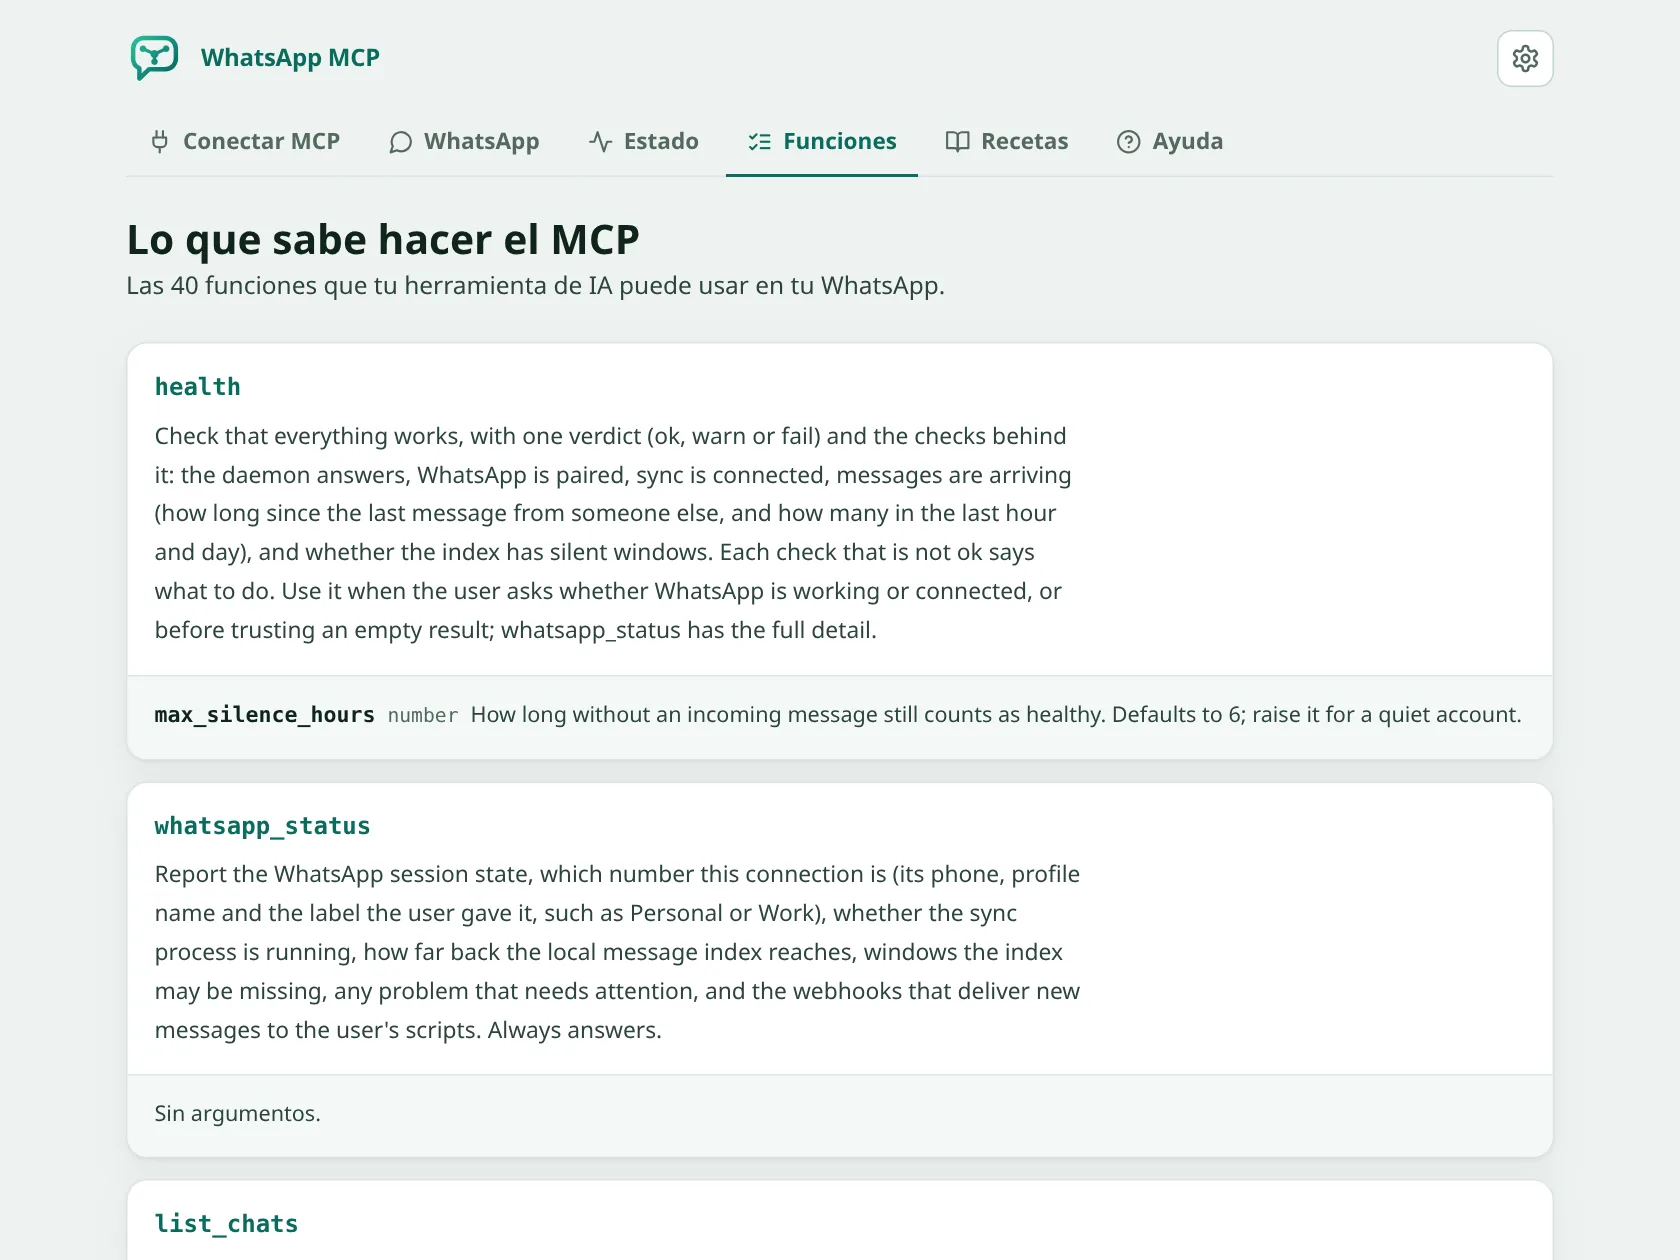 WhatsApp MCP
Conectar MCP
WhatsApp
Estado
Funciones
Recetas
Ayuda
Lo que sabe hacer el MCP
Las 40 funciones que tu herramienta de IA puede usar en tu WhatsApp.
health
Check that everything works, with one verdict (ok, warn or fail) and the checks behind
it: the daemon answers, WhatsApp is paired, sync is connected, messages are arriving
(how long since the last message from someone else, and how many in the last hour
and day), and whether the index has silent windows. Each check that is not ok says
what to do. Use it when the user asks whether WhatsApp is working or connected, or
before trusting an empty result; whatsapp_status has the full detail.
max_silence_hours number How long without an incoming message still counts as healthy. Defaults to 6; raise it for a quiet account.
whatsapp_status
Report the WhatsApp session state, which number this connection is (its phone, profile
name and the label the user gave it, such as Personal or Work), whether the sync
process is running, how far back the local message index reaches, windows the index
may be missing, any problem that needs attention, and the webhooks that deliver new
messages to the user's scripts. Always answers.
Sin argumentos.
list_chats